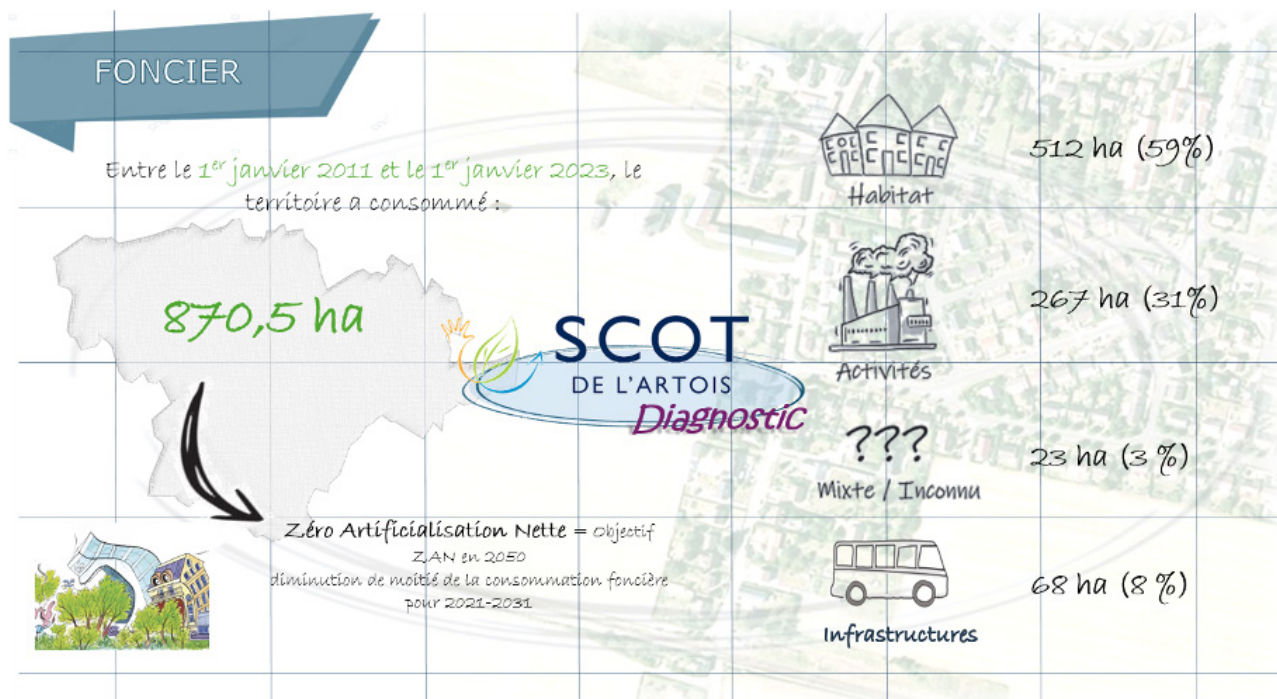 FONCIER
Entre le 1er janvier 2011 et le 1er janvier 2023, le
territoire a consommé :
870,5 ha
Zéro Artificialisation Nette = Objectif
ZAN en 2050
diminution de moitié de la consommation foncière
pour 2021-2031
SCOT
DE L'ARTOIS
Diagnostic
Habitat
512 ha (59%)
Activités
267 ha (31%)
???
Mixte / Inconnu
23 ha (3 %)
Infrastructures
68 ha (8 %)